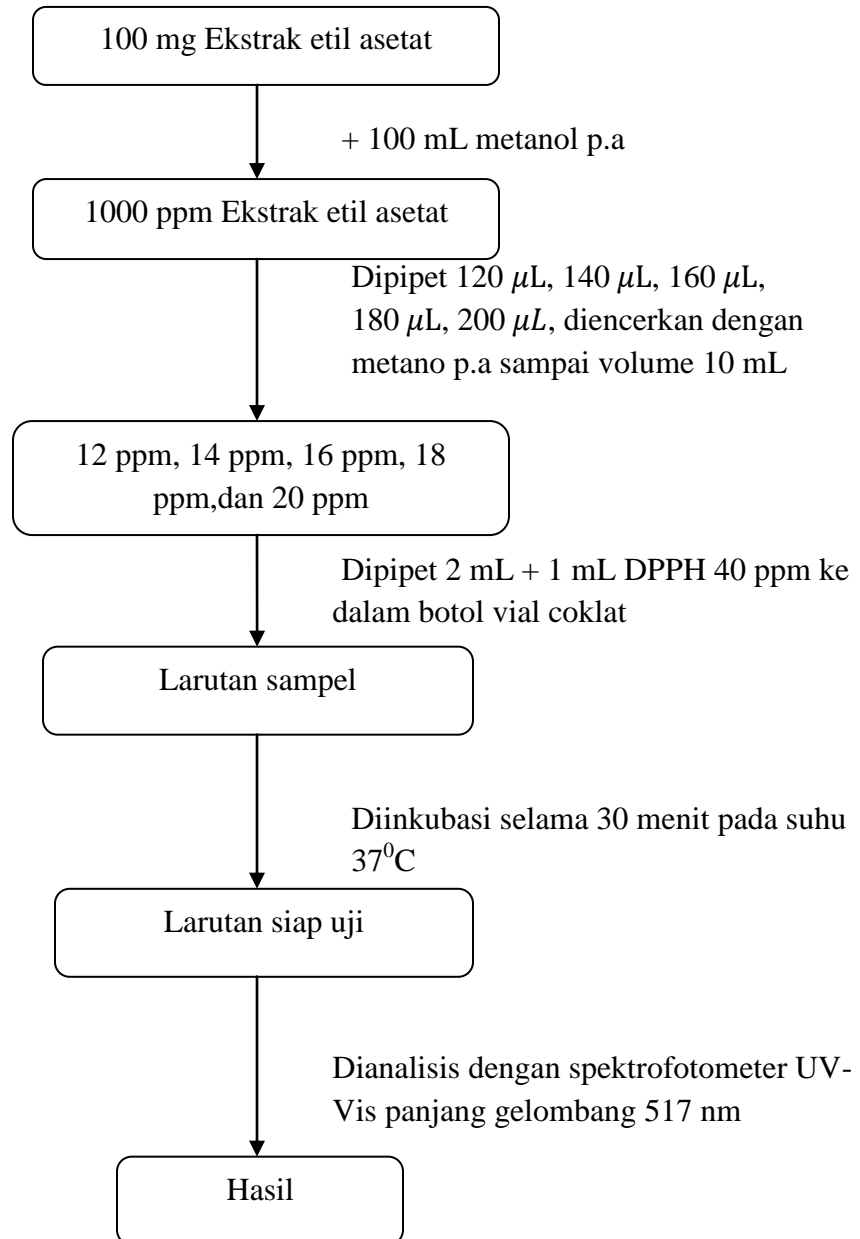 100 mg Ekstrak etil asetat
+ 100 mL metanol p.a
1000 ppm Ekstrak etil asetat
Dipipet 120 𝜇L, 140 𝜇L, 160 𝜇L,
180 𝜇L, 200 𝜇𝐿, diencerkan dengan
metano p.a sampai volume 10 mL
12 ppm, 14 ppm, 16 ppm, 18
ppm,dan 20 ppm
Dipipet 2 mL + 1 mL DPPH 40 ppm ke
dalam botol vial coklat
Larutan sampel
Diinkubasi selama 30 menit pada suhu
37⁰C
Larutan siap uji
Dianalisis dengan spektrofotometer UV-
Vis panjang gelombang 517 nm
Hasil